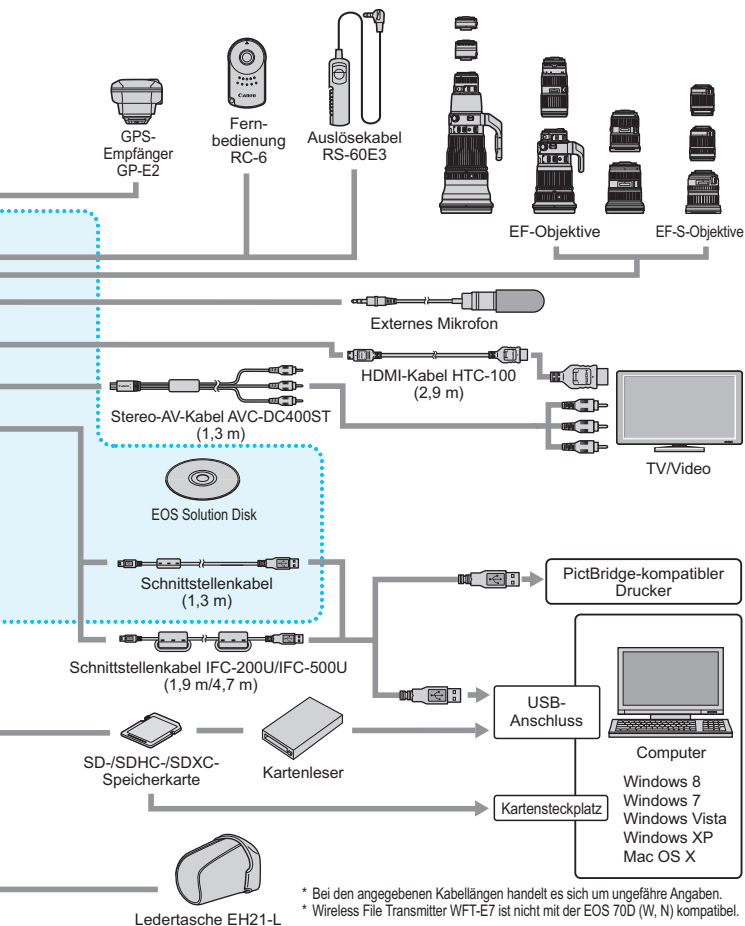 GPS-
Empfänger
GP-E2
Canon
Fern-
bedienung
RC-6
Auslösekabel
RS-60E3
EF-Objektive
EF-S-Objektive
Externes Mikrofon
HDMI-Kabel HTC-100
(2,9 m)
Stereo-AV-Kabel AVC-DC400ST
(1,3 m)
TV/Video
EOS Solution Disk
Schnittstellenkabel
(1,3 m)
PictBridge-kompatibler
Drucker
Schnittstellenkabel IFC-200U/IFC-500U
(1,9 m/4,7 m)
USB-
Anschluss
Computer
SD-/SDHC-/SDXC-
Speicherkarte
Kartenleser
Kartensteckplatz
Windows 8
Windows 7
Windows Vista
Windows XP
Mac OS X
Ledertasche EH21-L
* Bei den angegebenen Kabellängen handelt es sich um ungefähre Angaben.
* Wireless File Transmitter WFT-E7 ist nicht mit der EOS 70D (W, N) kompatibel.